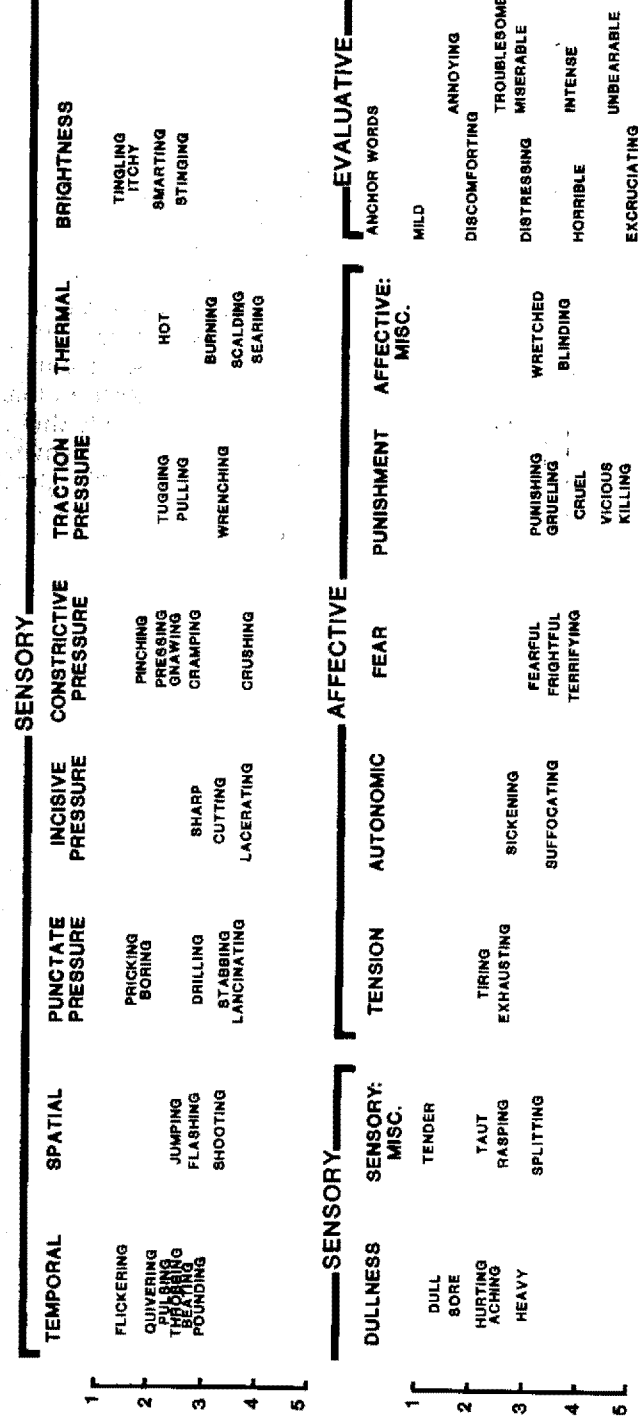 SENSORY
TEMPORAL
FLICKERING
QUIVERING
PULSING
THROBBING
BEATING
POUNDING
SPATIAL
JUMPING
FLASHING
SHOOTING
PUNCTATE
PRESSURE
PRICKING
BORING
DRILLING
STABBING
LANCINATING
INCISIVE
PRESSURE
SHARP
CUTTING
LACERATING
CONSTRICTIVE
PRESSURE
PINCHING
PRESSING
GNAWING
CRAMPING
CRUSHING
TRACTION
PRESSURE
TUGGING
PULLING
WRENCHING
THERMAL
HOT
BURNING
SCALDING
SEARING
BRIGHTNESS
TINGLING
ITCHY
SMARTING
STINGING
1
2
3
4
5
SENSORY
DULLNESS
DULL
SORE
HURTING
ACHING
HEAVY
SENSORY:
MISC.
TENDER
TAUT
RASPING
SPLITTING
AFFECTIVE
TENSION
TIRING
EXHAUSTING
AUTONOMIC
SICKENING
SUFFOCATING
FEAR
FEARFUL
FRIGHTFUL
TERRIFYING
PUNISHMENT
PUNISHING
GRUELING
CRUEL
VICIOUS
KILLING
AFFECTIVE:
MISC.
WRETCHED
BLINDING
EVALUATIVE
ANCHOR WORDS
MILD
DISCOMFORTING
DISTRESSING
HORRIBLE
EXCRUCIATING
ANNOYING
TROUBLESOME
MISERABLE
INTENSE
UNBEARABLE
1
2
3
4
5